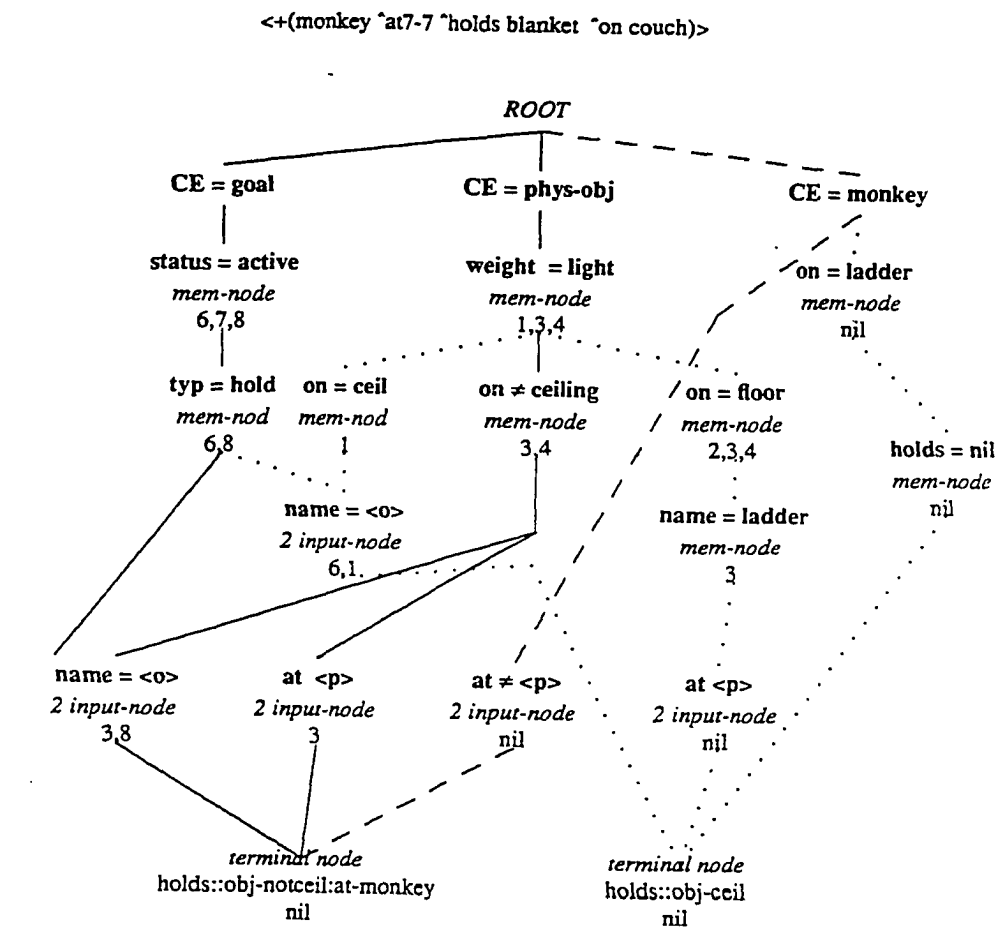 <+(monkey ^at7-7 ^holds blanket ^on couch)>
ROOT
CE = goal
CE = phys-obj
CE = monkey
status = active
mem-node
6,7,8
weight = light
mem-node
1,3,4
on = ladder
mem-node
nil
typ = hold
mem-nod
6,8
on = ceil
mem-nod
1
on ≠ ceiling
mem-node
3,4
on = floor
mem-node
2,3,4
holds = nil
mem-node
nil
name = <o>
2 input-node
6,1
name = ladder
mem-node
3
name = <o>
2 input-node
3,8
at <p>
2 input-node
3
at ≠ <p>
2 input-node
nil
at <p>
2 input-node
nil
terminal node
holds::obj-notceil:at-monkey
nil
terminal node
holds::obj-ceil
nil